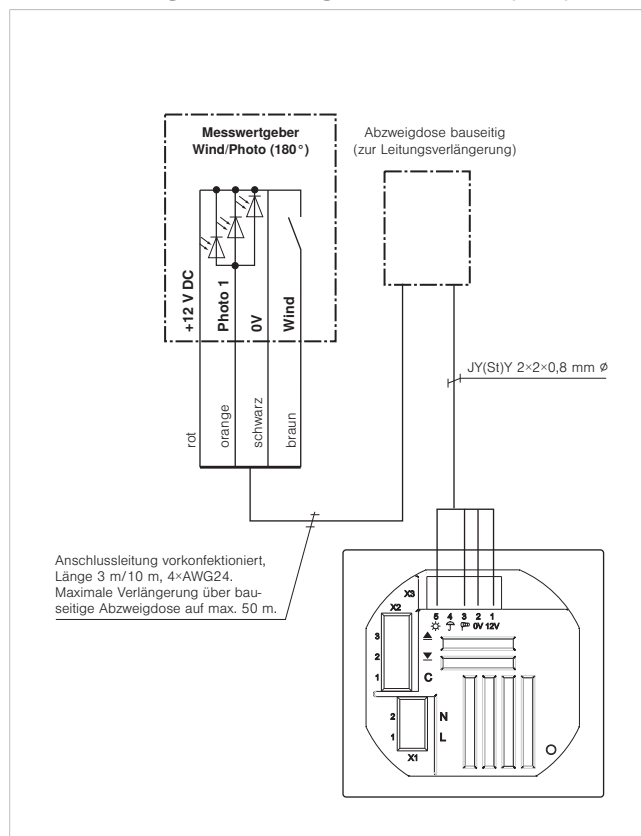 Messwertgeber
Wind/Photo (180°)
Abzweigdose bauseitig
(zur Leitungsverlängerung)
+12 V DC
Photo 1
0V
Wind
JY(St)Y 2×2×0,8 mm ø
rot
orange
schwarz
braun
Anschlussleitung vorkonfektioniert,
Länge 3 m/10 m, 4×AWG24.
Maximale Verlängerung über bau-
seitige Abzweigdose auf max. 50 m.
X3
X2
5 4 3 2 1
0V 12V
3
2
1 C
2 N
1 L
X1